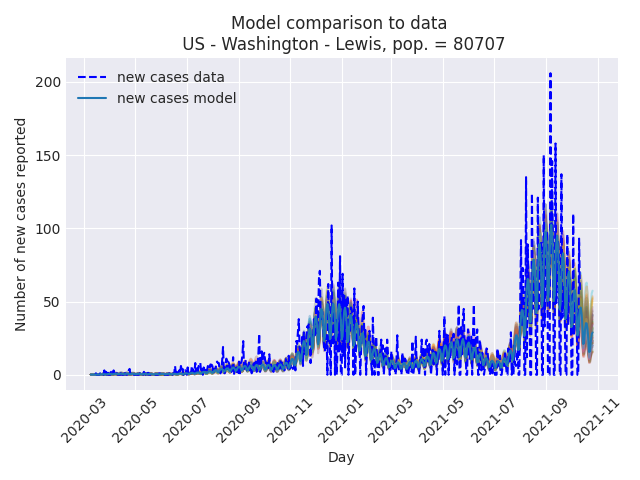 Model comparison to data
US - Washington - Lewis, pop. = 80707
new cases data
new cases model
Number of new cases reported
200
150
100
50
0
2020-03
2020-05
2020-07
2020-09
2020-11
2021-01
2021-03
2021-05
2021-07
2021-09
2021-11
Day